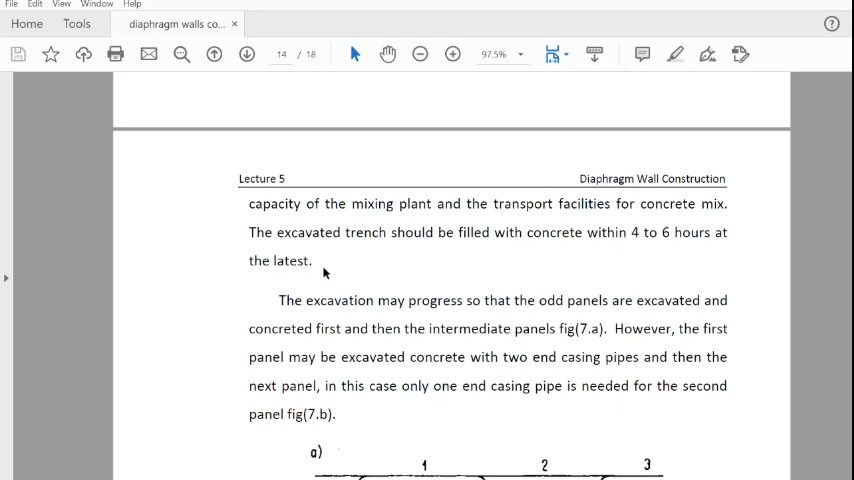 File Edit View Window Help
Home Tools diaphragm walls co... ×
14 / 18 97.5%
Lecture 5 Diaphragm Wall Construction
capacity of the mixing plant and the transport facilities for concrete mix.
The excavated trench should be filled with concrete within 4 to 6 hours at
the latest.
The excavation may progress so that the odd panels are excavated and
concreted first and then the intermediate panels fig(7.a). However, the first
panel may be excavated concrete with two end casing pipes and then the
next panel, in this case only one end casing pipe is needed for the second
panel fig(7.b).
a)
1 2 3